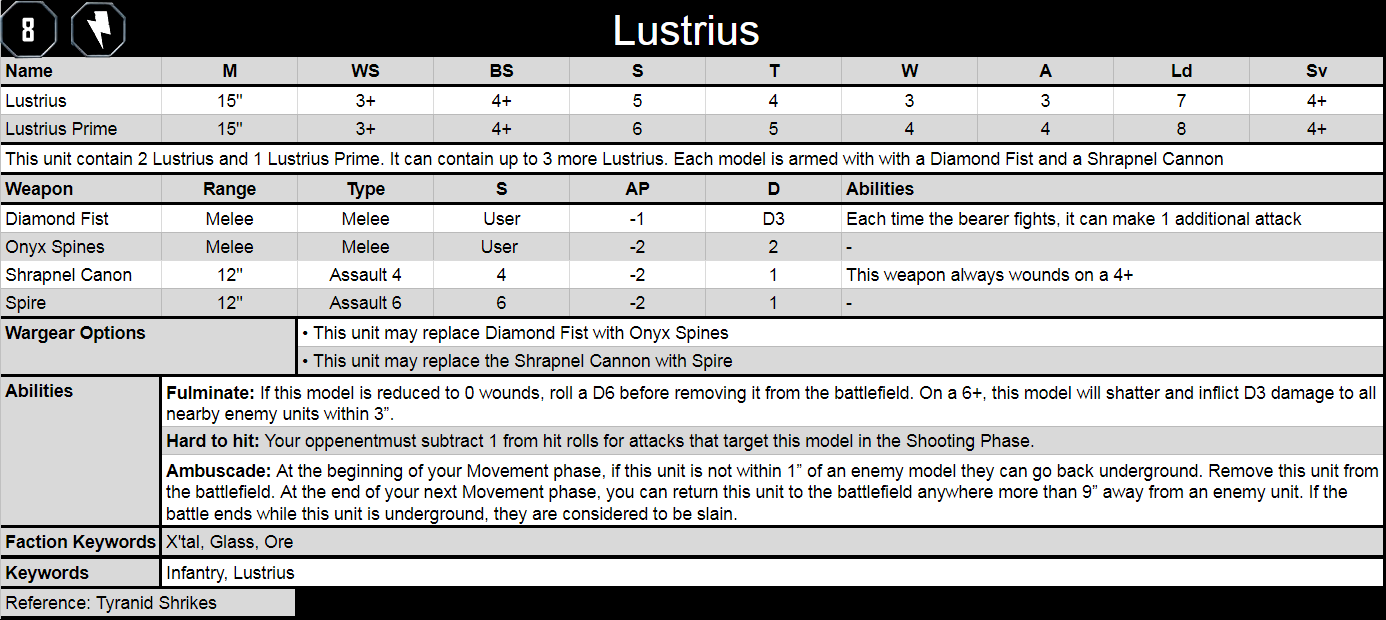 8 Lustrius
Name M WS BS S T W A Ld Sv
Lustrius 15" 3+ 4+ 5 4 3 3 7 4+
Lustrius Prime 15" 3+ 4+ 6 5 4 4 8 4+
This unit contain 2 Lustrius and 1 Lustrius Prime. It can contain up to 3 more Lustrius. Each model is armed with with a Diamond Fist and a Shrapnel Cannon
Weapon Range Type S AP D Abilities
Diamond Fist Melee Melee User -1 D3 Each time the bearer fights, it can make 1 additional attack
Onyx Spines Melee Melee User -2 2 -
Shrapnel Canon 12" Assault 4 4 -2 1 This weapon always wounds on a 4+
Spire 12" Assault 6 6 -2 1 -
Wargear Options • This unit may replace Diamond Fist with Onyx Spines
• This unit may replace the Shrapnel Cannon with Spire
Abilities Fulminate: If this model is reduced to 0 wounds, roll a D6 before removing it from the battlefield. On a 6+, this model will shatter and inflict D3 damage to all
nearby enemy units within 3”.
Hard to hit: Your oppenentmust subtract 1 from hit rolls for attacks that target this model in the Shooting Phase.
Ambuscade: At the beginning of your Movement phase, if this unit is not within 1” of an enemy model they can go back underground. Remove this unit from
the battlefield. At the end of your next Movement phase, you can return this unit to the battlefield anywhere more than 9” away from an enemy unit. If the
battle ends while this unit is underground, they are considered to be slain.
Faction Keywords X'tal, Glass, Ore
Keywords Infantry, Lustrius
Reference: Tyranid Shrikes